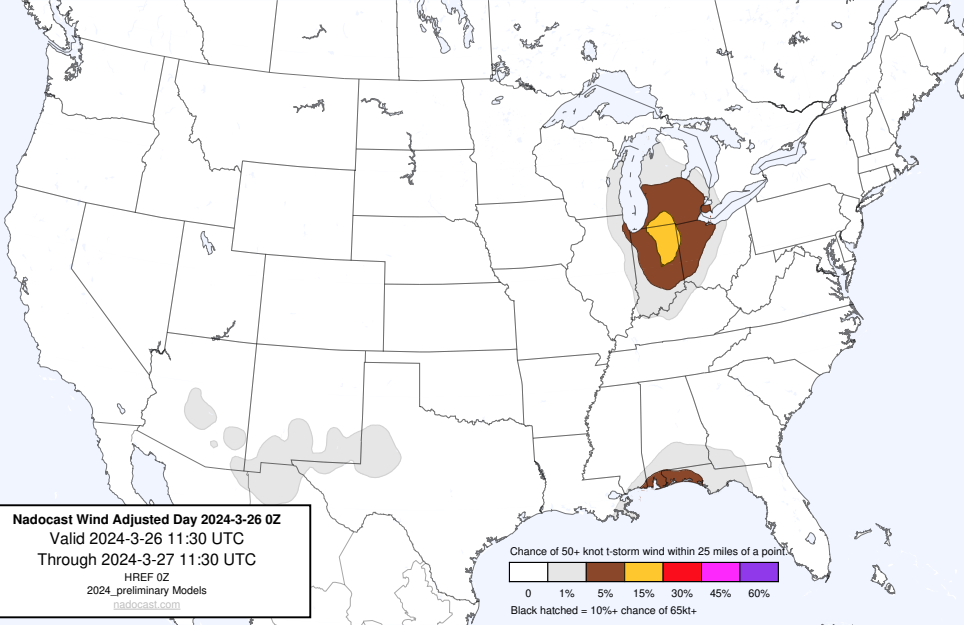 Nadocast Wind Adjusted Day 2024-3-26 0Z
Valid 2024-3-26 11:30 UTC
Through 2024-3-27 11:30 UTC
HREF 0Z
2024_preliminary Models
nadocast.com
Chance of 50+ knot t-storm wind within 25 miles of a point.
0 1% 5% 15% 30% 45% 60%
Black hatched = 10%+ chance of 65kt+